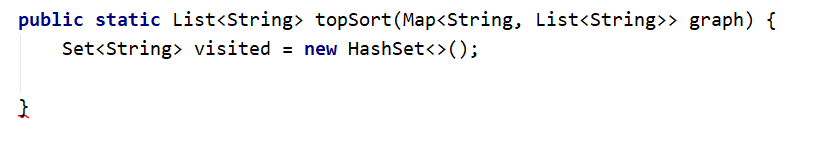 public static List<String> topSort(Map<String, List<String>> graph) {
    Set<String> visited = new HashSet<>();
}